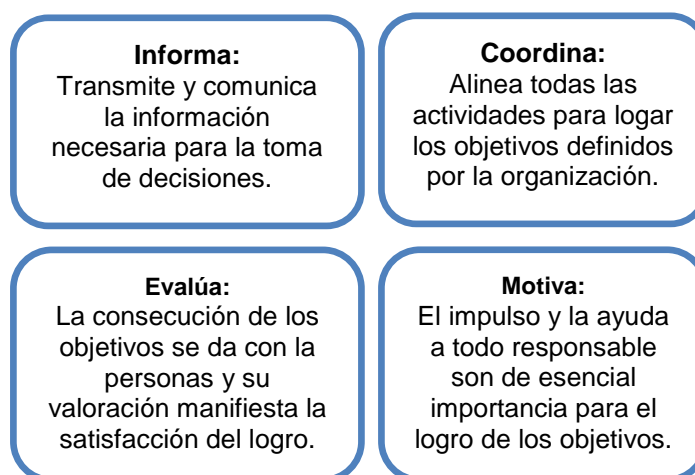 Informa:
Transmite y comunica
la información
necesaria para la toma
de decisiones.
Coordina:
Alinea todas las
actividades para logar
los objetivos definidos
por la organización.
Evalúa:
La consecución de los
objetivos se da con la
personas y su
valoración manifiesta la
satisfacción del logro.
Motiva:
El impulso y la ayuda
a todo responsable
son de esencial
importancia para el
logro de los objetivos.